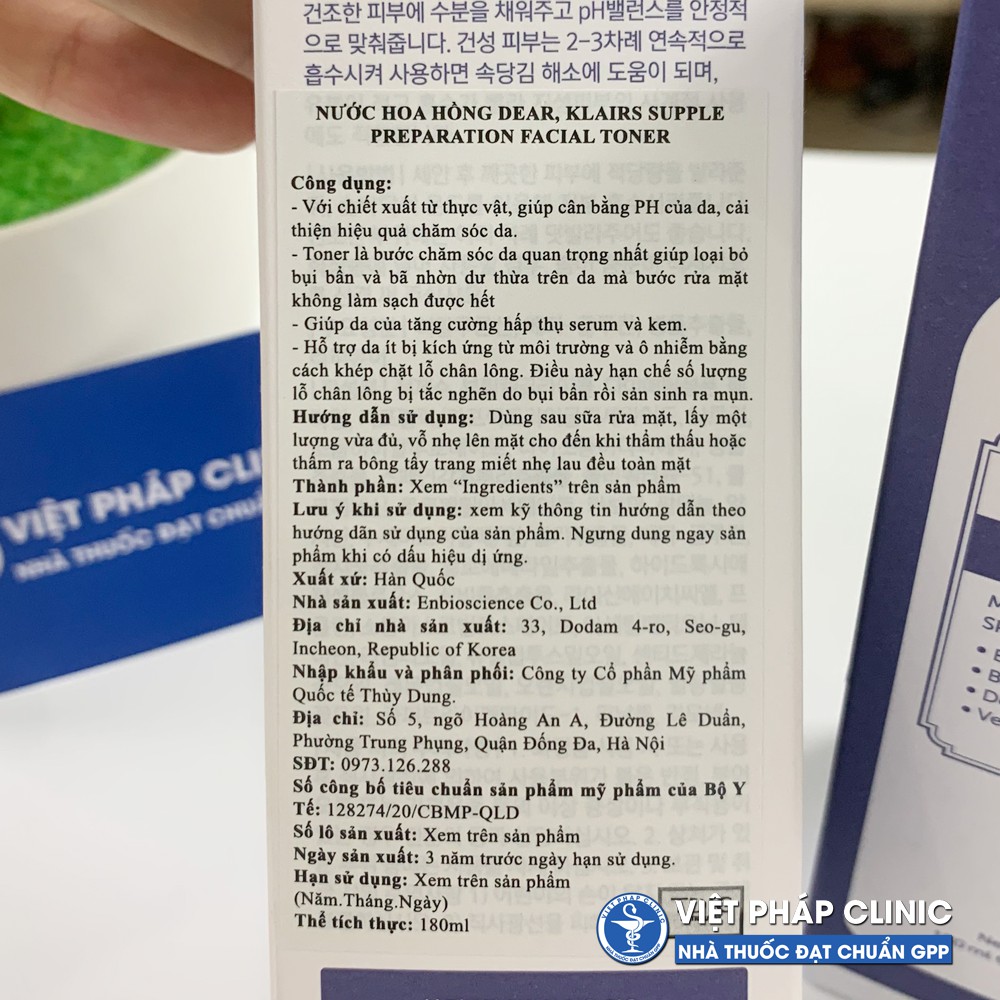 건조한 피부에 수분을 채워주고 pH밸런스를 안정적
으로 맞춰줍니다. 건성 피부는 2-3차례 연속적으로
흡수시켜 사용하면 속당김 해소에 도움이 되며,
NƯỚC HOA HỒNG DEAR, KLAIRS SUPPLE
PREPARATION FACIAL TONER
Công dụng:
- Với chiết xuất từ thực vật, giúp cân bằng PH của da, cải
thiện hiệu quả chăm sóc da.
- Toner là bước chăm sóc da quan trọng nhất giúp loại bỏ
bụi bẩn và bã nhờn dư thừa trên da mà bước rửa mặt
không làm sạch được hết
- Giúp da của tăng cường hấp thụ serum và kem.
- Hỗ trợ da ít bị kích ứng từ môi trường và ô nhiễm bằng
cách khép chặt lỗ chân lông. Điều này hạn chế số lượng
lỗ chân lông bị tắc nghẽn do bụi bẩn rồi sản sinh ra mụn.
Hướng dẫn sử dụng: Dùng sau sữa rửa mặt, lấy một
lượng vừa đủ, vỗ nhẹ lên mặt cho đến khi thẩm thấu hoặc
thấm ra bông tẩy trang miết nhẹ lau đều toàn mặt
Thành phần: Xem “Ingredients” trên sản phẩm
Lưu ý khi sử dụng: xem kỹ thông tin hướng dẫn theo
hướng dãn sử dụng của sản phẩm. Ngưng dung ngay sản
phẩm khi có dấu hiệu dị ứng.
Xuất xứ: Hàn Quốc
Nhà sản xuất: Enbioscience Co., Ltd
Địa chỉ nhà sản xuất: 33, Dodam 4-ro, Seo-gu,
Incheon, Republic of Korea
Nhập khẩu và phân phối: Công ty Cổ phần Mỹ phẩm
Quốc tế Thùy Dung.
Địa chỉ: Số 5, ngõ Hoàng An A, Đường Lê Duẩn,
Phường Trung Phụng, Quận Đống Đa, Hà Nội
SĐT: 0973.126.288
Số công bố tiêu chuẩn sản phẩm mỹ phẩm của Bộ Y
Tế: 128274/20/CBMP-QLD
Số lô sản xuất: Xem trên sản phẩm
Ngày sản xuất: 3 năm trước ngày hạn sử dụng.
Hạn sử dụng: Xem trên sản phẩm
(Năm.Tháng.Ngày)
Thể tích thực: 180ml
VIỆT PHÁP CLI
NHÀ THUỐC ĐẠT CHUẨ
VIỆT PHÁP CLINIC
VIỆT PHÁP CLINIC
NHÀ THUỐC ĐẠT CHUẨN GPP
NHÀ THUỐC ĐẠT CHUẨN GPP